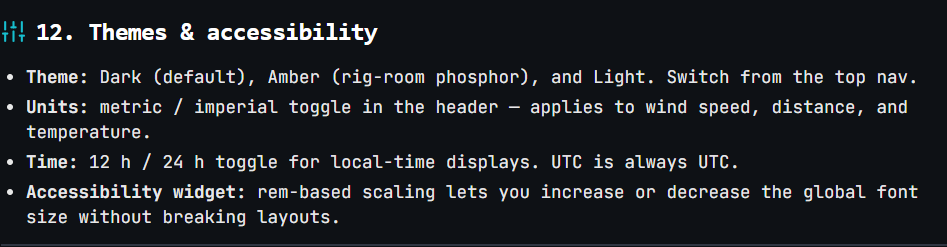 12. Themes & accessibility
• Theme: Dark (default), Amber (rig-room phosphor), and Light. Switch from the top nav.
• Units: metric / imperial toggle in the header — applies to wind speed, distance, and
temperature.
• Time: 12 h / 24 h toggle for local-time displays. UTC is always UTC.
• Accessibility widget: rem-based scaling lets you increase or decrease the global font
size without breaking layouts.